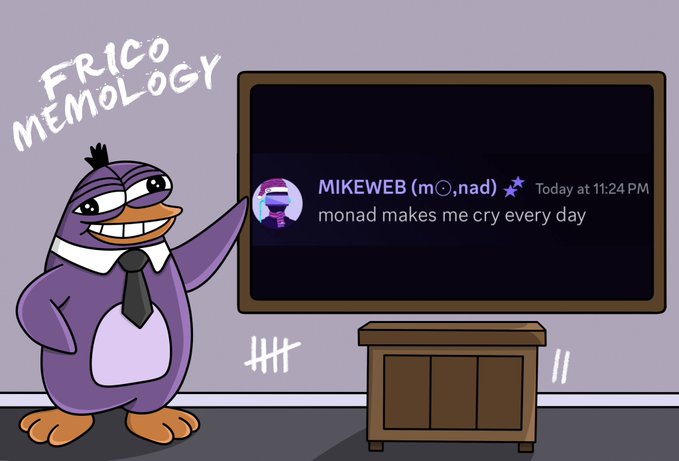 FRICO
MEMOLOGY
MIKEWEB (m⨀,nad) Today at 11:24 PM
monad makes me cry every day